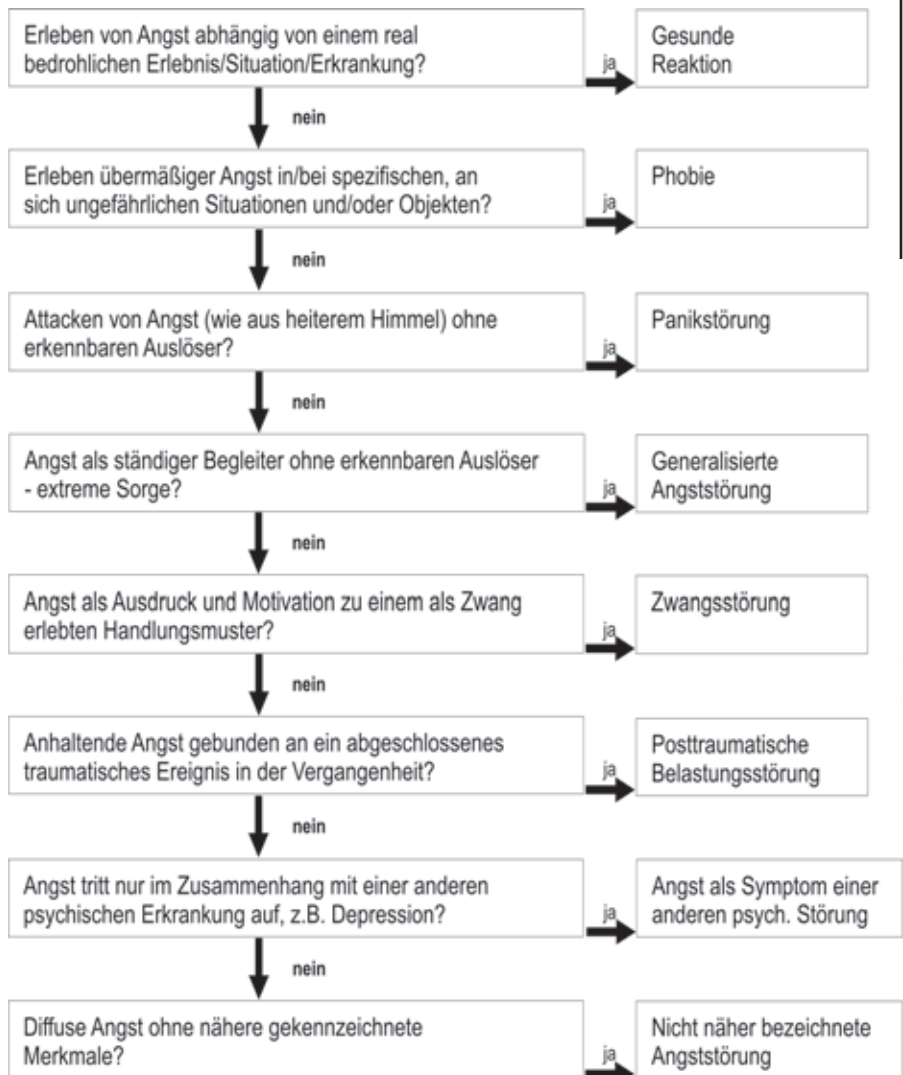 Erleben von Angst abhängig von einem real
bedrohlichen Erlebnis/Situation/Erkrankung?
ja
Gesunde
Reaktion
nein
Erleben übermäßiger Angst in/bei spezifischen, an
sich ungefährlichen Situationen und/oder Objekten?
ja
Phobie
nein
Attacken von Angst (wie aus heiterem Himmel) ohne
erkennbaren Auslöser?
ja
Panikstörung
nein
Angst als ständiger Begleiter ohne erkennbaren Auslöser
- extreme Sorge?
ja
Generalisierte
Angststörung
nein
Angst als Ausdruck und Motivation zu einem als Zwang
erlebten Handlungsmuster?
ja
Zwangsstörung
nein
Anhaltende Angst gebunden an ein abgeschlossenes
traumatisches Ereignis in der Vergangenheit?
ja
Posttraumatische
Belastungsstörung
nein
Angst tritt nur im Zusammenhang mit einer anderen
psychischen Erkrankung auf, z.B. Depression?
ja
Angst als Symptom einer
anderen psych. Störung
nein
Diffuse Angst ohne nähere gekennzeichnete
Merkmale?
ja
Nicht näher bezeichnete
Angststörung